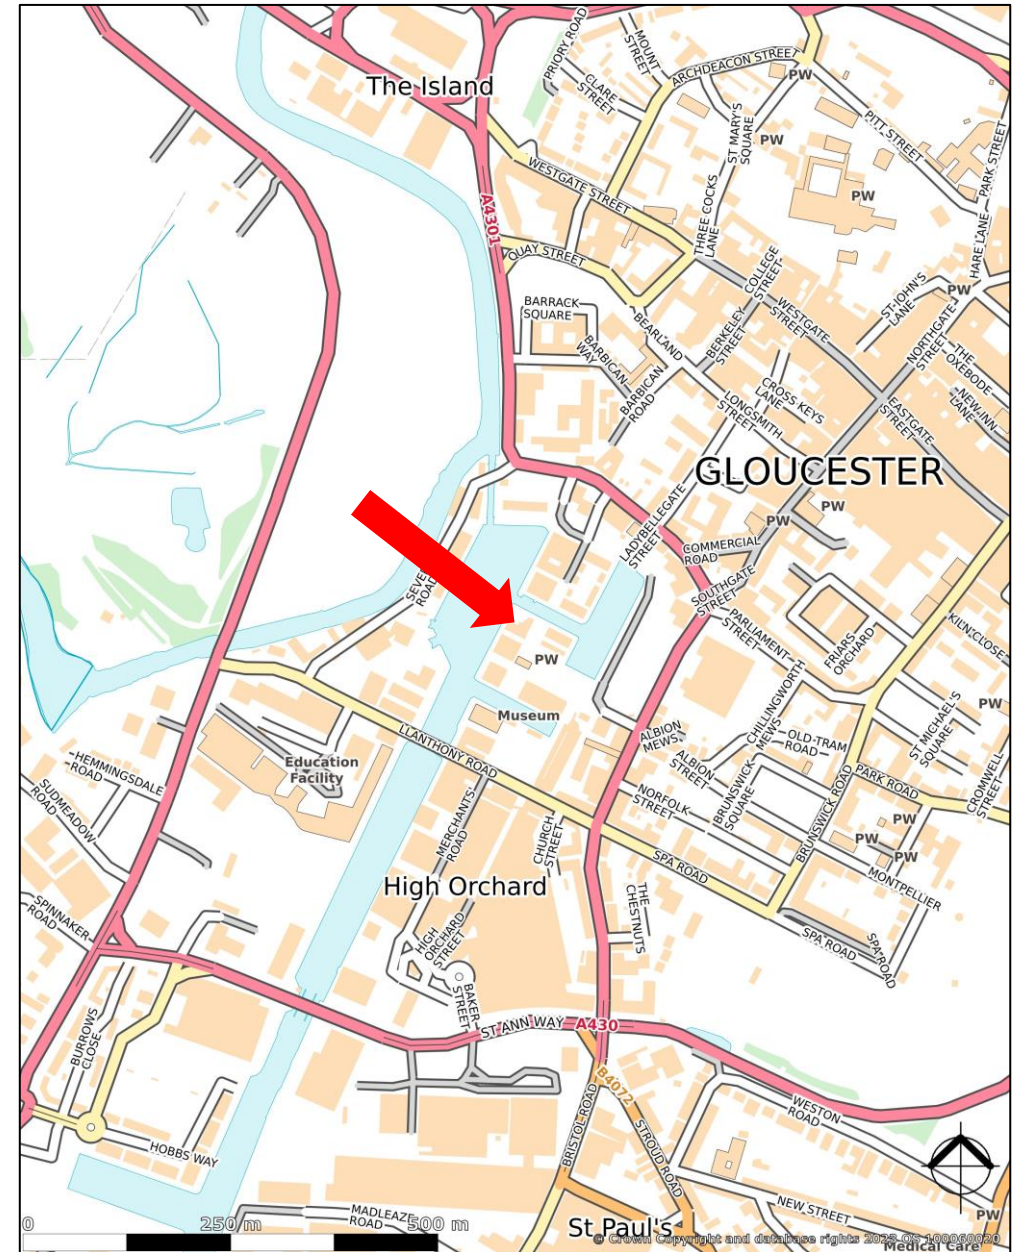 PRIORY ROAD
MOUNT
STREET
ARCHDEACON STREET
PW
The Island
CLARE
STREET
ST MARY'S
SQUARE
PW
PITT STREET
PARK STREET
WESTGATE STREET
PW
A4301
THREE COCKS
LANE
HARE LANE
QUAY STREET
COLLEGE
STREET
ST JOHN'S
LANE
PW
BARRACK
SQUARE
BEARLAND
BERKELEY
STREET
WESTGATE
STREET
NORTHGATE
STREET
THE
OXEBODE
BARBICAN
WAY
BARBICAN
ROAD
CROSS KEYS
LANE
LONGSMITH
STREET
EASTGATE
STREET
NEW INN
LANE
GLOUCESTER
LADYBELLEGATE
STREET
PW
PW
COMMERCIAL
ROAD
SEVE
ROAD
SOUTHGATE
STREET
PARLIAMENT
STREET
FRIARS
ORCHARD
KILN CLOSE
PW
CHILLINGWORTH
MEWS
ST MICHAEL'S
SQUARE
PW
Museum
ALBION
MEWS
OLD TRAM
ROAD
LLANTHONY ROAD
ALBION
STREET
Education
Facility
HEMMINGSDALE
ROAD
BRUNSWICK
SQUARE
PARK ROAD
CROMWELL
STREET
SUDMEADOW
ROAD
NORFOLK
STREET
BRUNSWICK ROAD
PW
PW
PW
MERCHANTS'
ROAD
CHURCH
STREET
SPA ROAD
MONTPELLIER
High Orchard
THE
CHESTNUTS
SPINNAKER
ROAD
HIGH
ORCHARD
STREET
SPA ROAD
SPA ROAD
BAKER
STREET
ST ANN WAY
A430
BURROWS
CLOSE
B4072
WESTON
ROAD
BRISTOL ROAD
STROUD ROAD
HOBBS WAY
NEW STREET
MADLEAZE
ROAD
PW
0
250 m
500 m
St Paul's
© Crown Copyright and database rights 2023 OS 100060020
Medical Care